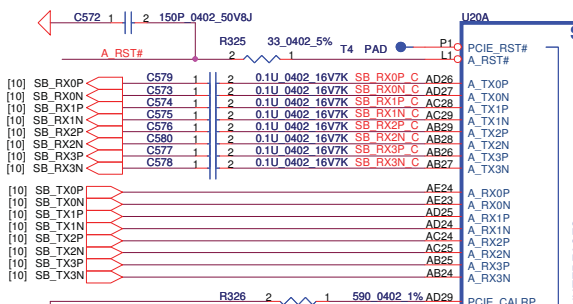 C572 1 2 150P_0402_50V8J U20A S
A_RST# R325 2 1 33_0402_5% T4 PAD P1 PCIE_RST#
L1 A_RST#
[10] SB_RX0P C579 1 2 0.1U_0402_16V7K SB_RX0P_C AD26 A_TX0P
[10] SB_RX0N C573 1 2 0.1U_0402_16V7K SB_RX0N_C AD27 A_TX0N
[10] SB_RX1P C574 1 2 0.1U_0402_16V7K SB_RX1P_C AC28 A_TX1P
[10] SB_RX1N C575 1 2 0.1U_0402_16V7K SB_RX1N_C AC29 A_TX1N
[10] SB_RX2P C576 1 2 0.1U_0402_16V7K SB_RX2P_C AB29 A_TX2P
[10] SB_RX2N C580 1 2 0.1U_0402_16V7K SB_RX2N_C AB28 A_TX2N
[10] SB_RX3P C577 1 2 0.1U_0402_16V7K SB_RX3P_C AB26 A_TX3P
[10] SB_RX3N C578 1 2 0.1U_0402_16V7K SB_RX3N_C AB27 A_TX3N
[10] SB_TX0P AE24 A_RX0P
[10] SB_TX0N AE23 A_RX0N
[10] SB_TX1P AD25 A_RX1P
[10] SB_TX1N AD24 A_RX1N
[10] SB_TX2P AC24 A_RX2P
[10] SB_TX2N AC25 A_RX2N
[10] SB_TX3P AB25 A_RX3P
[10] SB_TX3N AB24 A_RX3N
R326 2 1 590_0402_1% AD29 PCIE_CALRP